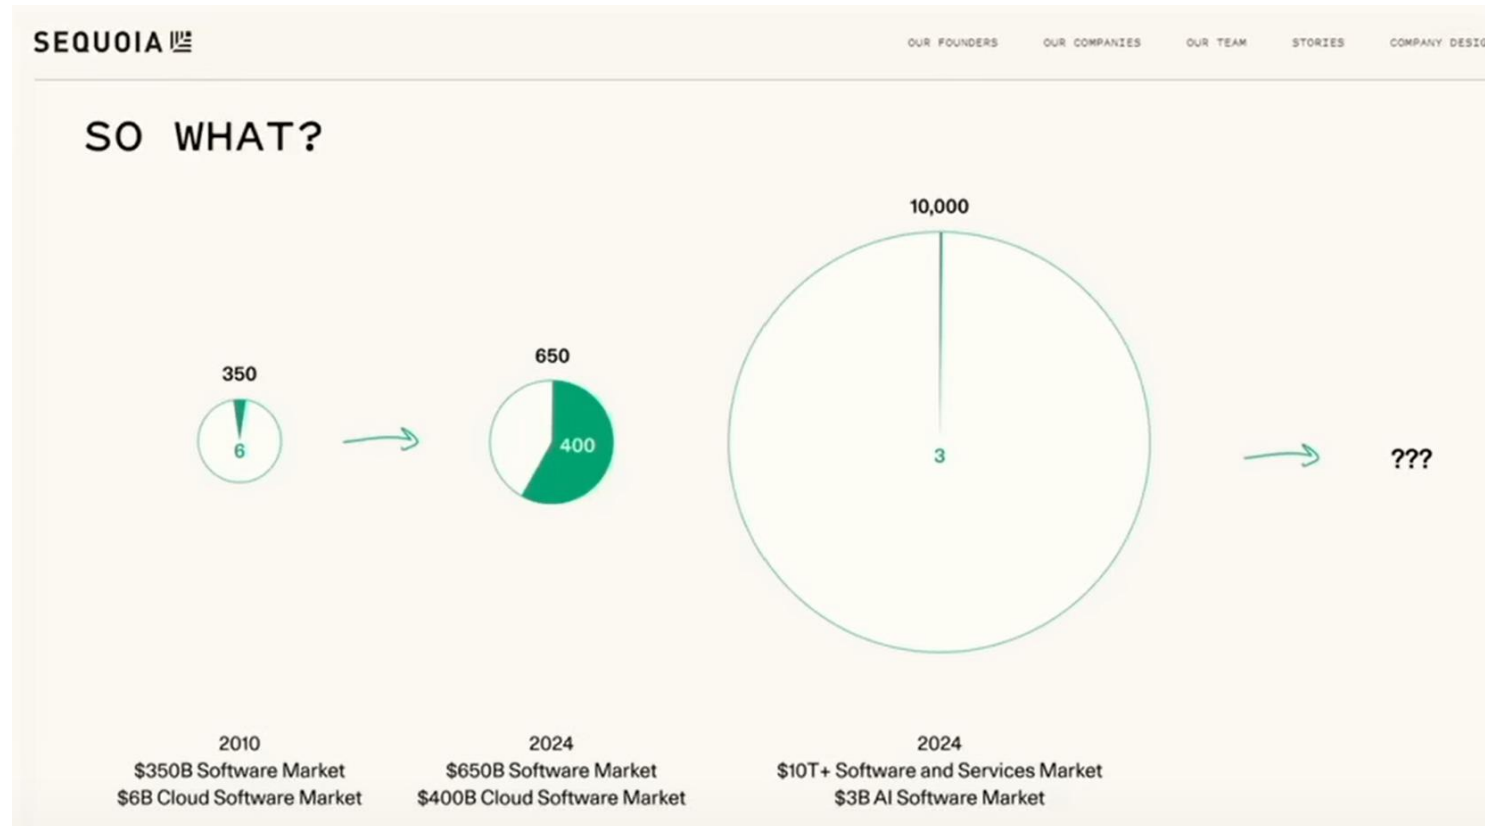 SEQUOIA
OUR FOUNDERS OUR COMPANIES OUR TEAM STORIES COMPANY
SO WHAT?
10,000
350
650
6
400
3
???
2010
$350B Software Market
$6B Cloud Software Market
2024
$650B Software Market
$400B Cloud Software Market
2024
$10T+ Software and Services Market
$3B AI Software Market